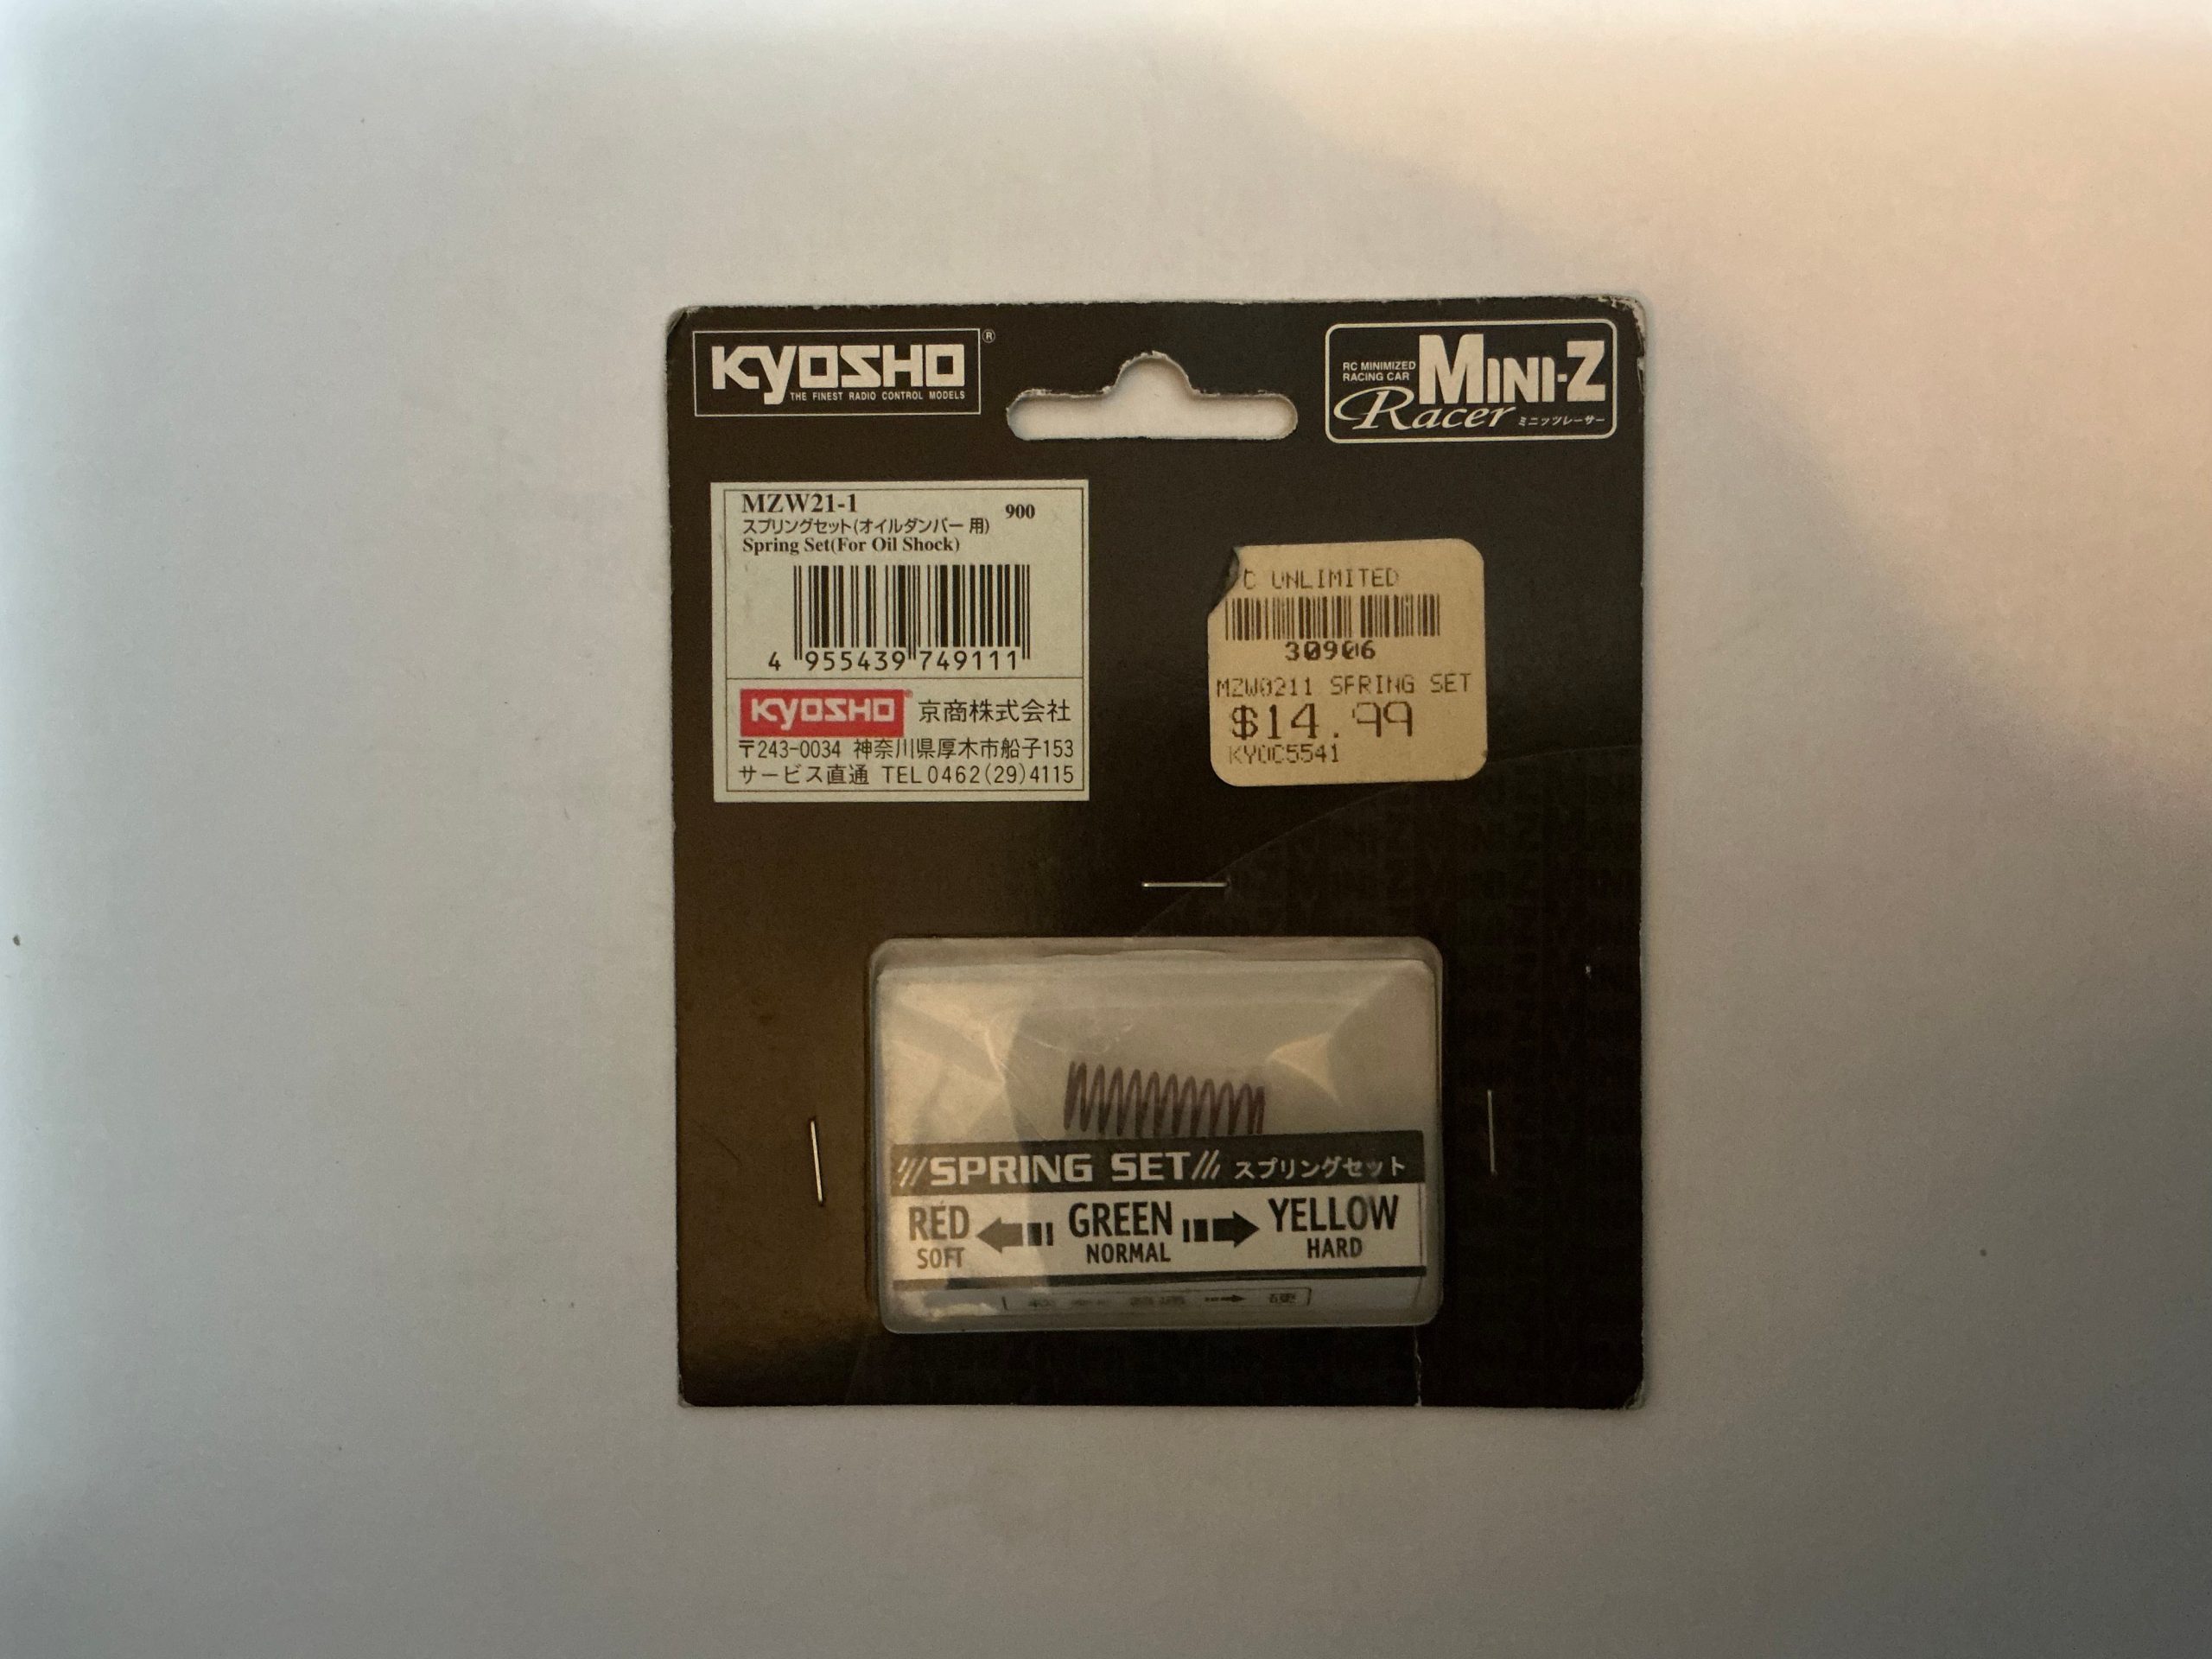 KYOSHO®
THE FINEST RADIO CONTROL MODELS
RC MINIMIZED
RACING CAR
MINI-Z
Racer ミニッツレーサー
MZW21-1
900
スプリングセット(オイルダンパー 用)
Spring Set(For Oil Shock)
4 955439 749111
KYOSHO 京商株式会社
〒243-0034 神奈川県厚木市船子153
サービス直通 TEL0462(29)4115
C UNLIMITED
30906
MZW0211 SPRING SET
$14.99
KYOC5541
SPRING SET スプリングセット
RED GREEN YELLOW
SOFT NORMAL HARD
硬